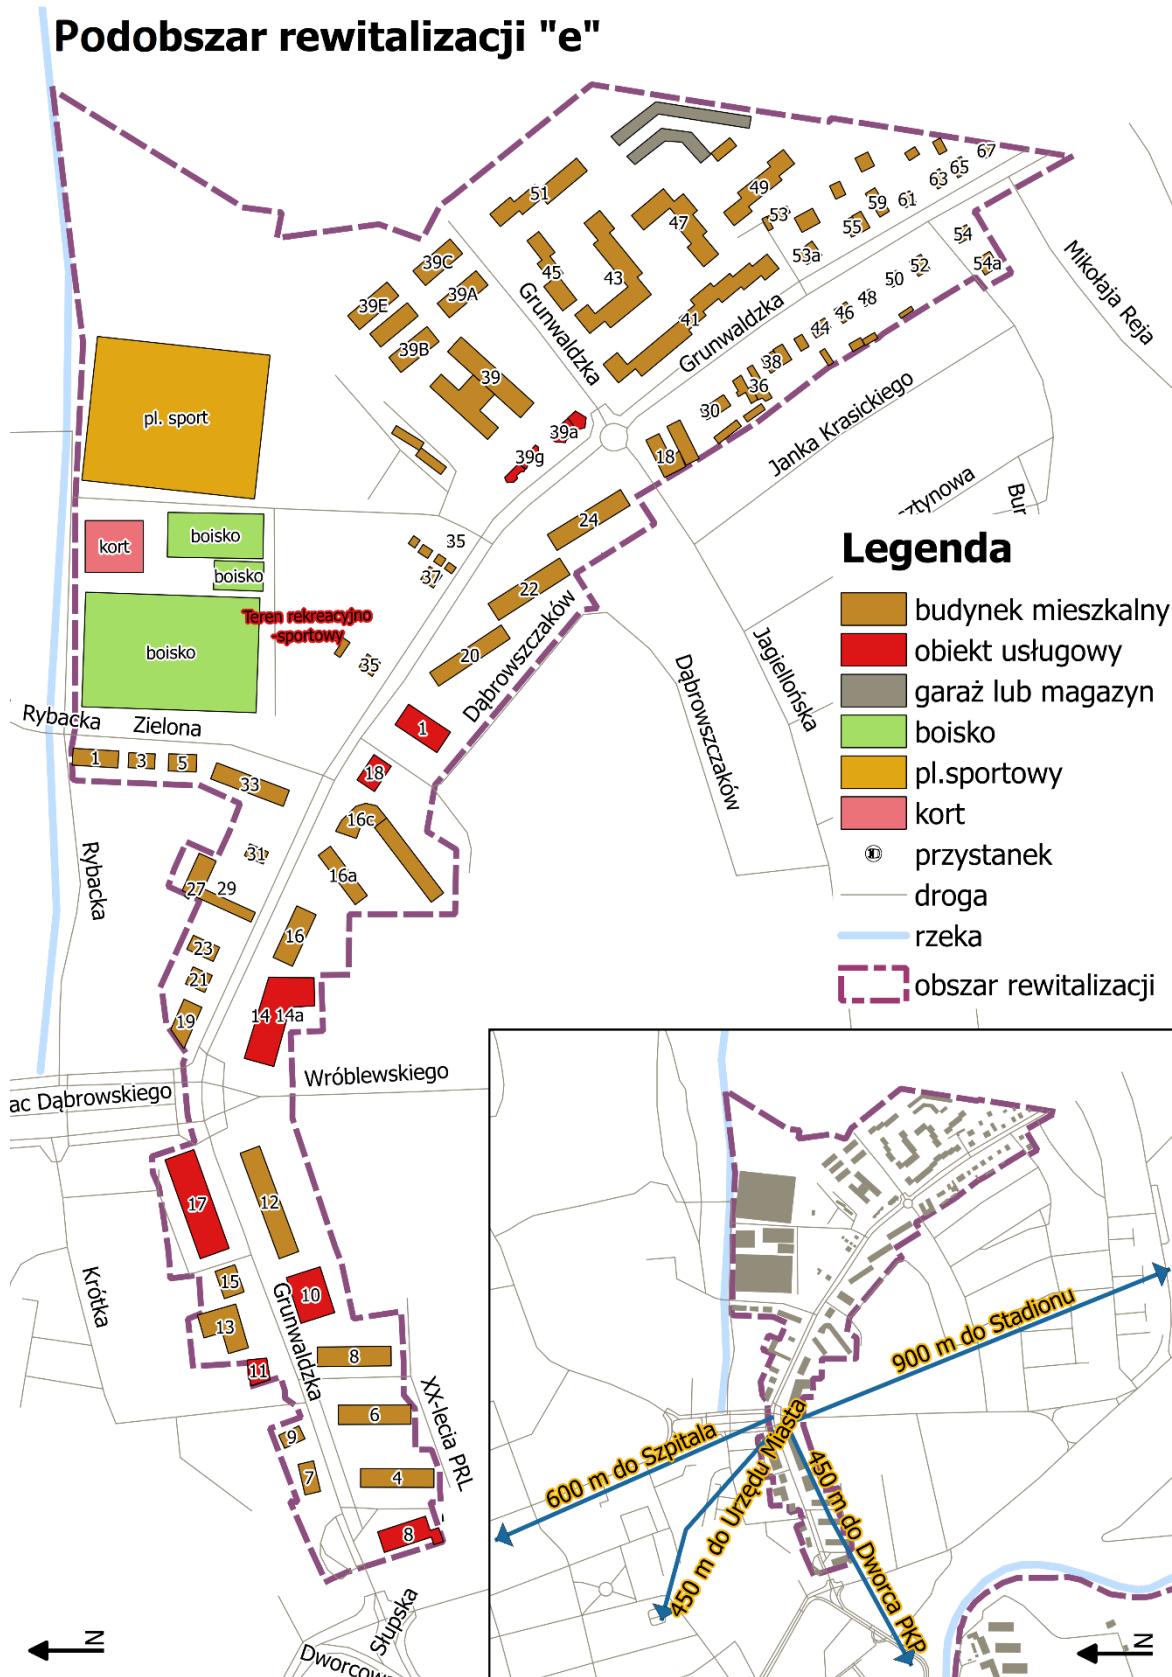 Podobszar rewitalizacji "e"
67
65
63
61
59
55
53
53a
49
47
51
45
43
41
39C
39A
39E
39B
39
39a
39g
54
54a
52
50
48
46
44
38
36
30
18
Grunwaldzka
Grunwaldzka
Mikołaja Reja
Janka Krasickiego
sztynowa
Bur
pl. sport
kort
boisko
boisko
boisko
Teren rekreacyjno
-sportowy
35
37
35
24
22
20
1
18
Dąbrowszczaków
Dąbrowszczaków
Jagiellońska
Legenda
budynek mieszkalny
obiekt usługowy
garaż lub magazyn
boisko
pl.sportowy
kort
przystanek
droga
rzeka
obszar rewitalizacji
Rybacka
Zielona
1
3
5
33
31
27
29
23
21
19
16c
16a
16
14
14a
Rybacka
Wróblewskiego
ac Dąbrowskiego
17
12
15
13
10
11
8
6
4
9
7
8
Krótka
Grunwaldzka
XX-lecia PRL
Słupska
Dworcow
N
900 m do Stadionu
600 m do Szpitala
450 m do Urzędu Miasta
450 m do Dworca PKP
N